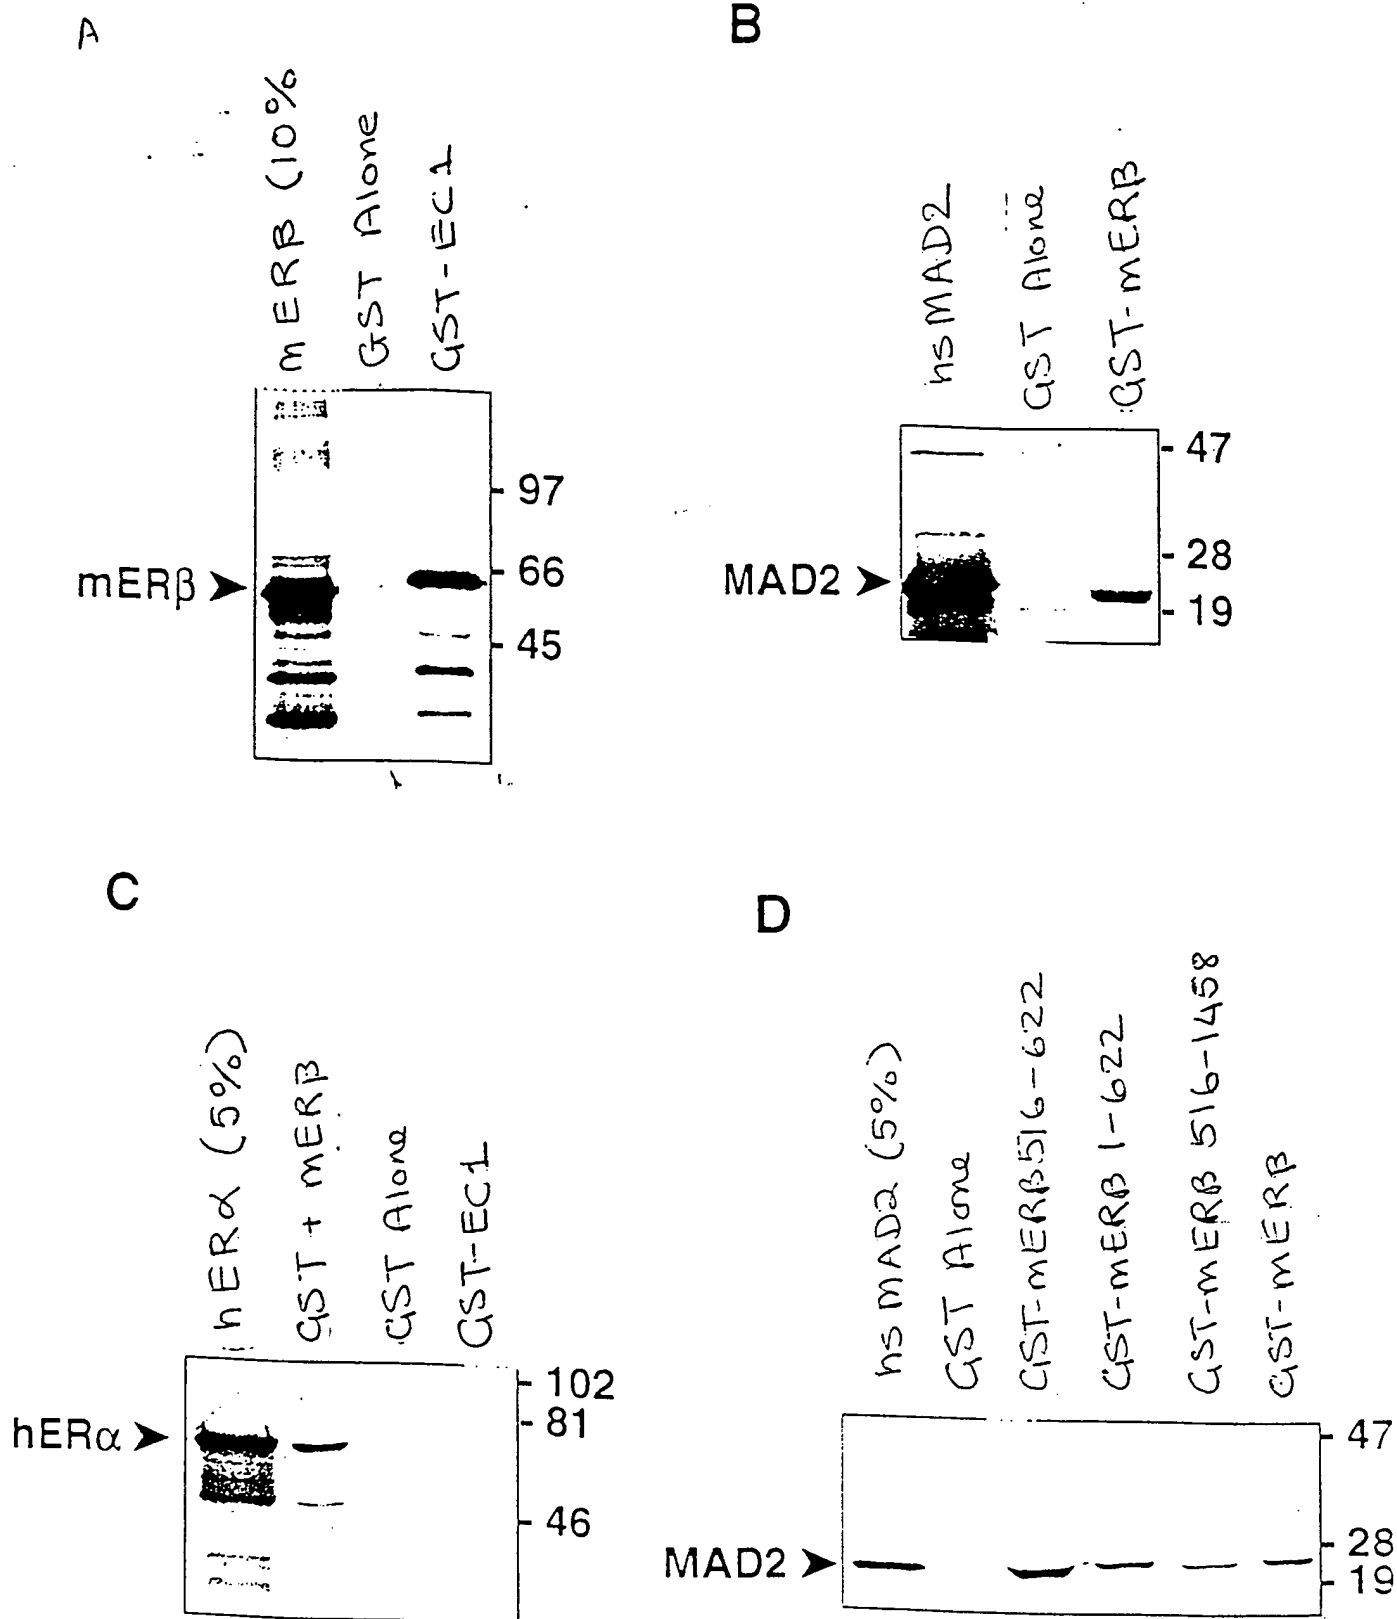 A
mERβ (10%
GST Alone
GST-EC1
97
66
45
mERβ
B
hsMAD2
GST Alone
GST-mERβ
47
28
19
MAD2
C
hERα (5%)
GST + mERβ
GST Alone
GST-EC1
102
81
46
hERα
D
hsMAD2 (5%)
GST Alone
GST-mERβ516-622
GST-mERβ 1-622
GST-mERβ 516-1458
GST-mERβ
47
28
19
MAD2